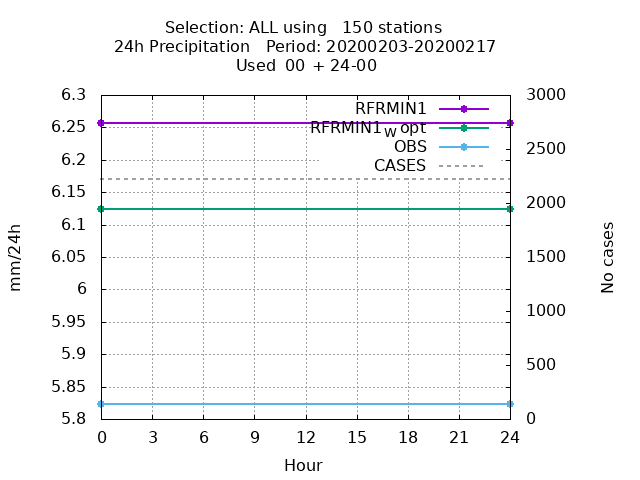 Selection: ALL using   150 stations
24h Precipitation   Period: 20200203-20200217
Used  00 + 24-00
RFRMIN1
RFRMIN1w opt
OBS
CASES
6.3
6.25
6.2
6.15
6.1
6.05
6
5.95
5.9
5.85
5.8
mm/24h
3000
2500
2000
1500
1000
500
0
No cases
0 3 6 9 12 15 18 21 24
Hour